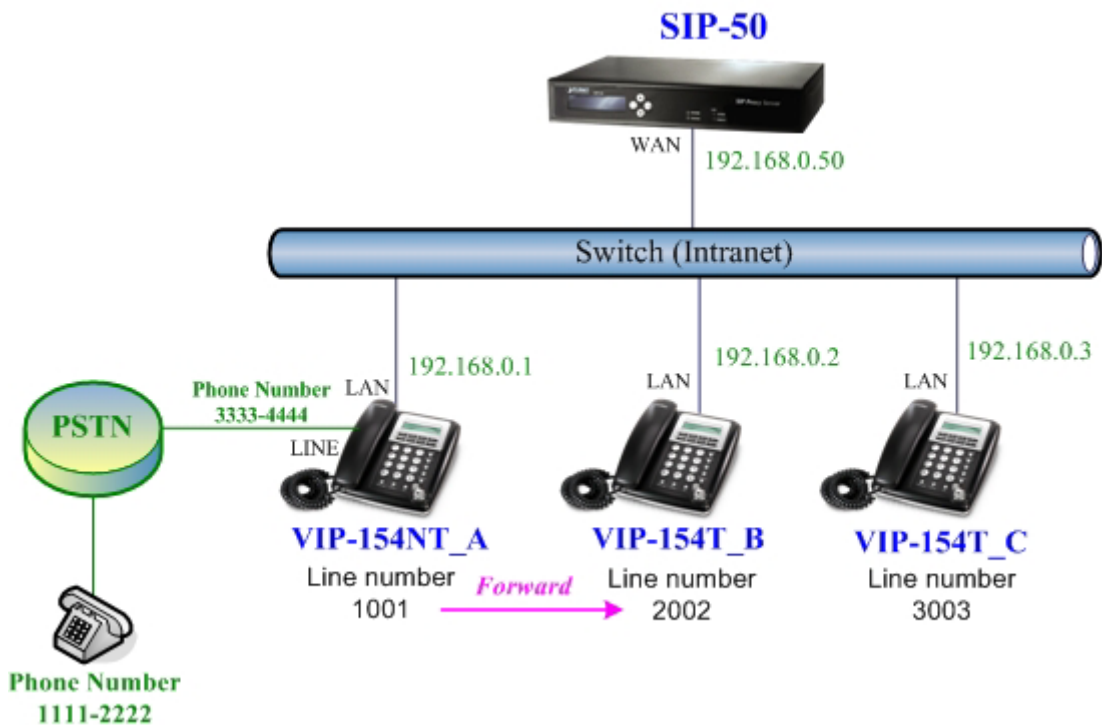 SIP-50
WAN
192.168.0.50
Switch (Intranet)
192.168.0.1
192.168.0.2
192.168.0.3
Phone Number
3333-4444
LAN
LAN
LAN
PSTN
LINE
VIP-154NT_A
VIP-154T_B
VIP-154T_C
Line number
1001
Forward
Line number
2002
Line number
3003
Phone Number
1111-2222